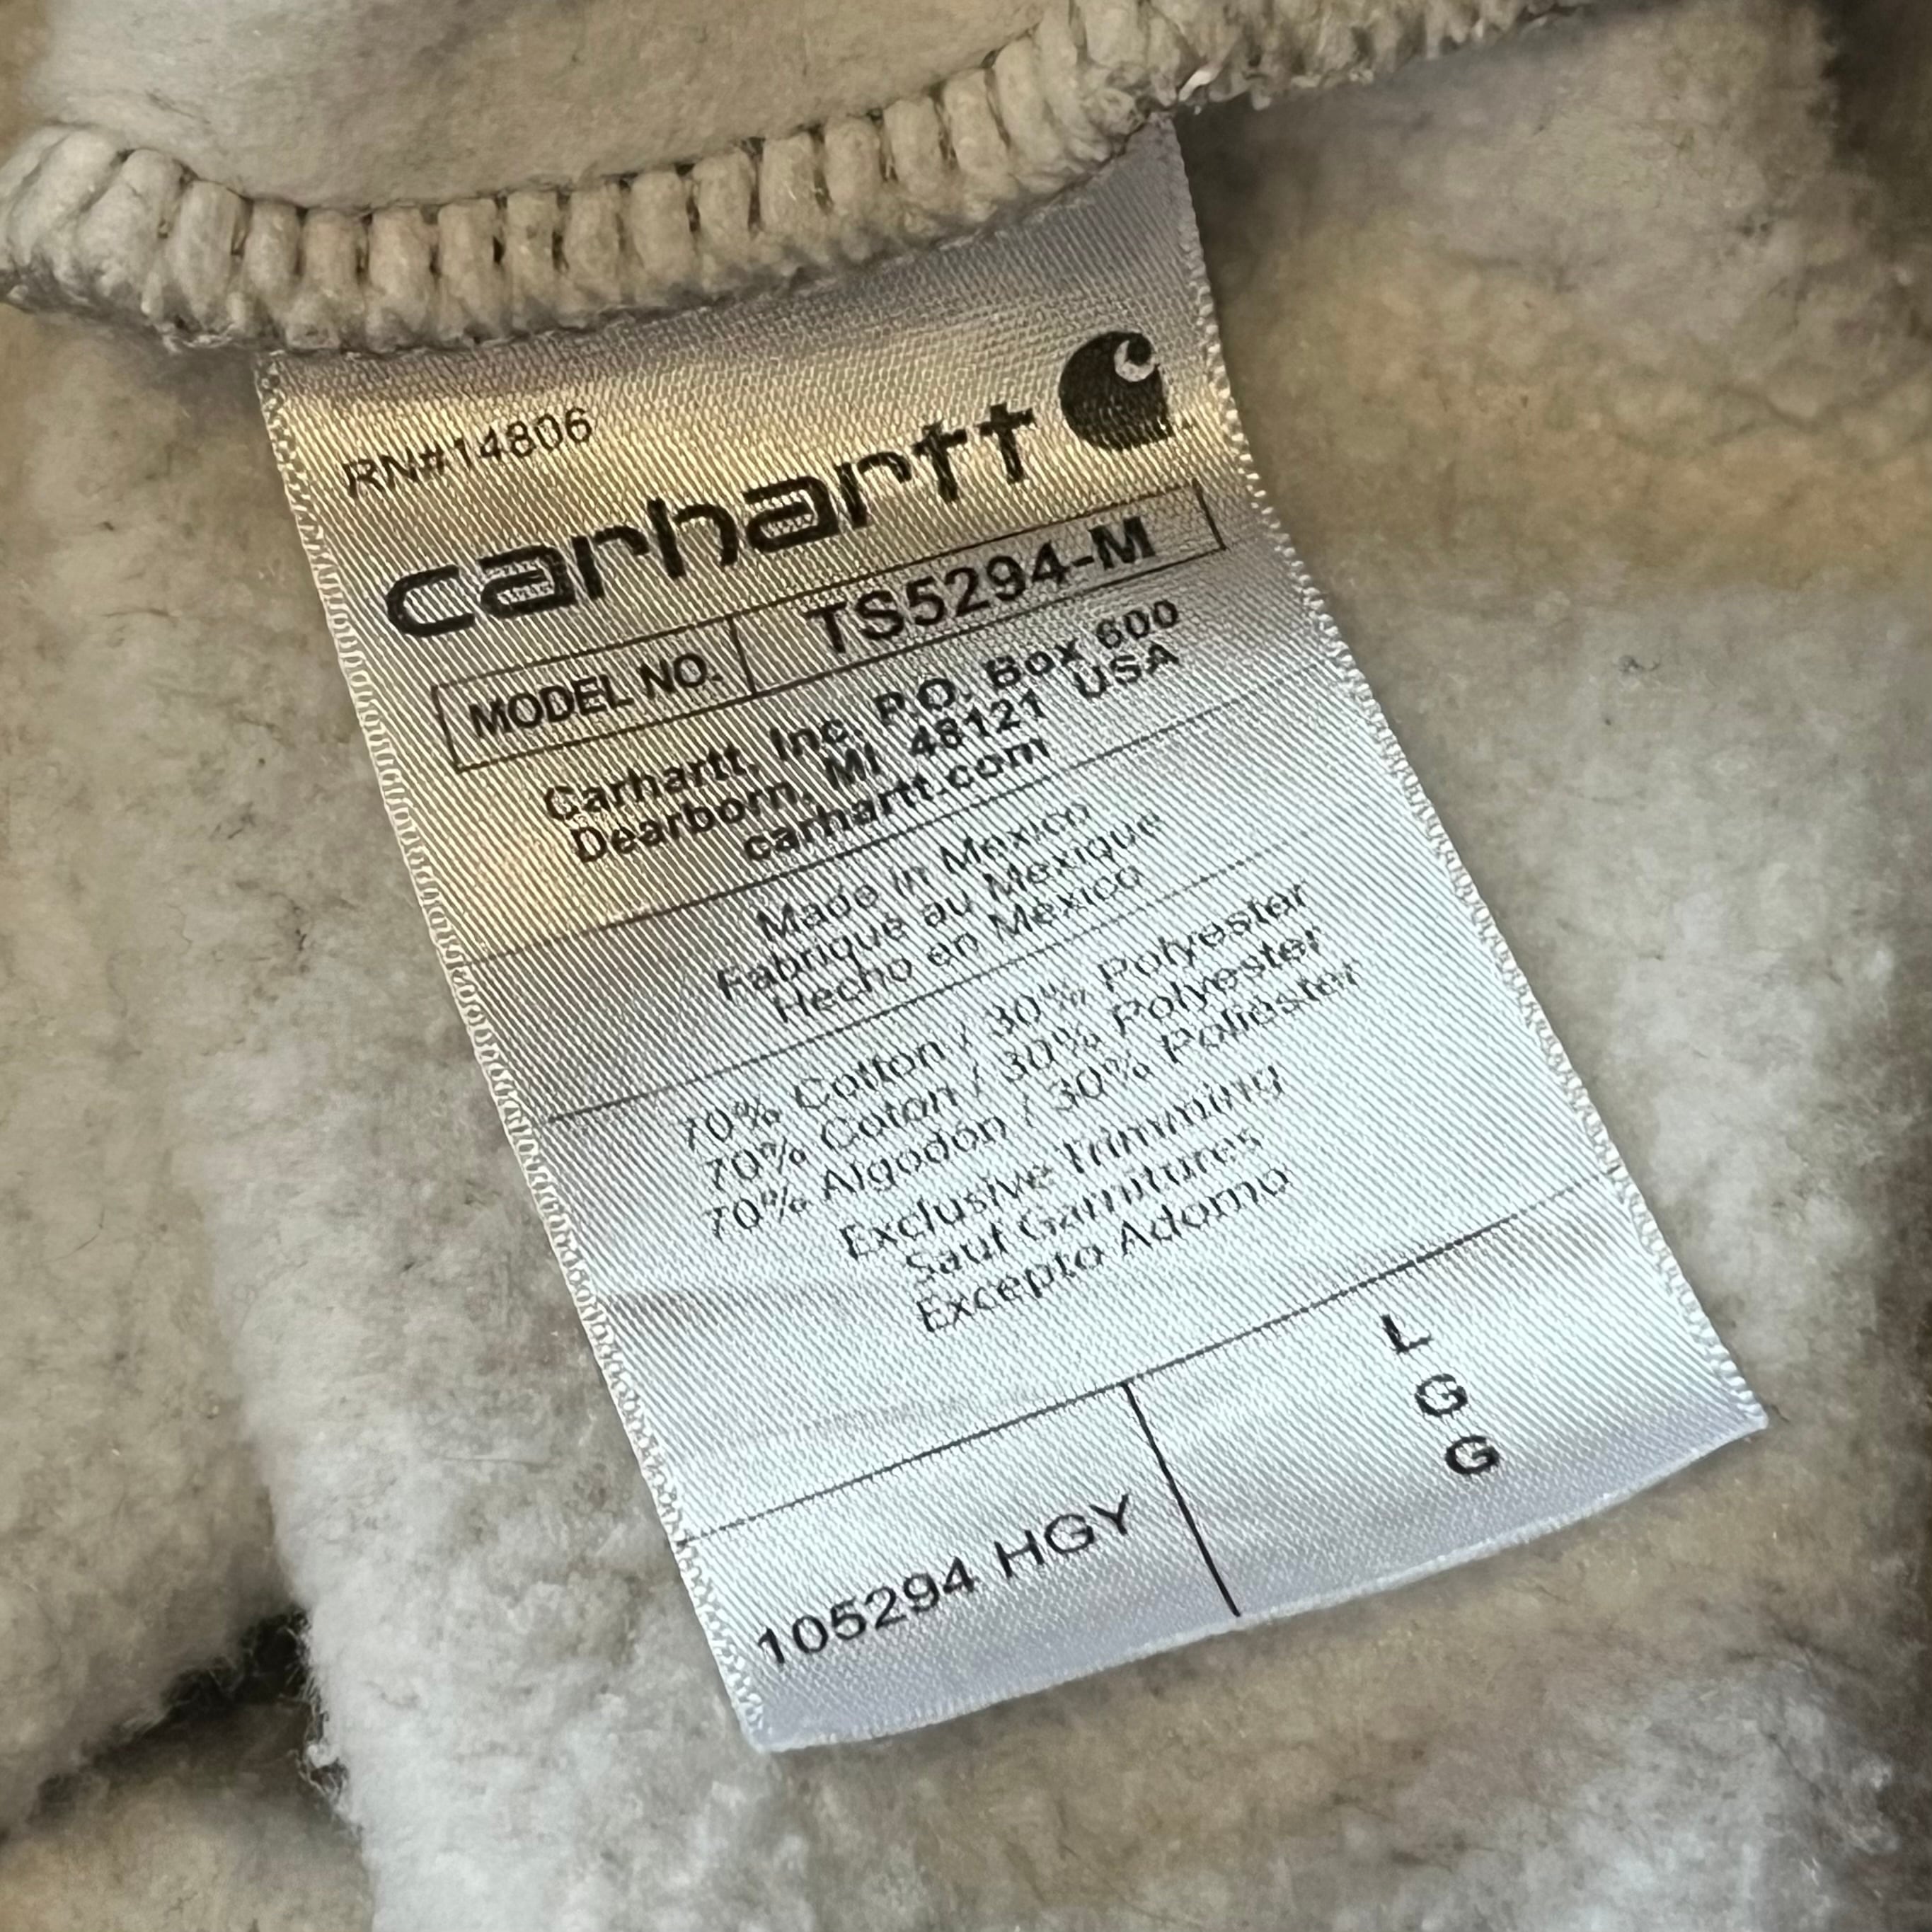 RN#14806
carhartt
MODEL NO. TS5294-M
Carhartt, Inc. P.O. Box 600
Dearborn, MI 48121 USA
carhartt.com
Made in Mexico
Fabriqué au Mexique
Hecho en México
70% Cotton / 30% Polyester
70% Coton / 30% Polyester
70% Algodón / 30% Poliéster
Exclusive Trimming
Sauf Garnitures
Excepto Adorno
105294 HGY
L
G
G